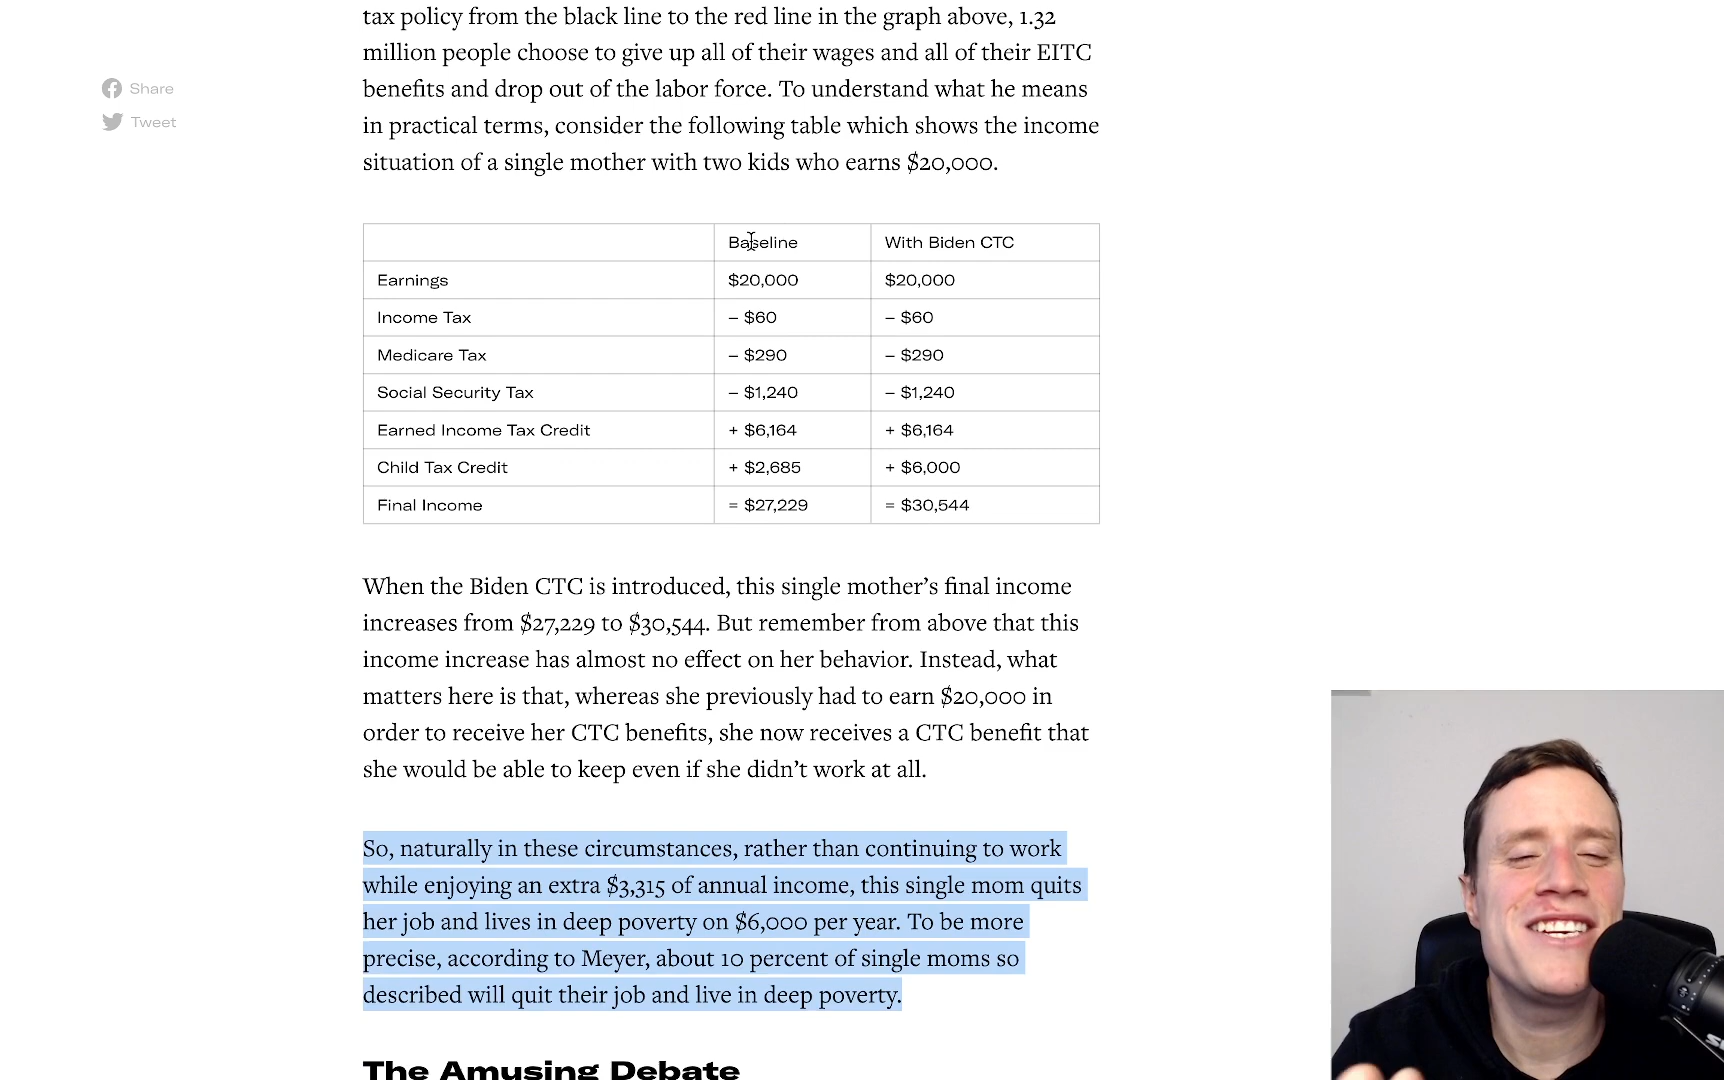 tax policy from the black line to the red line in the graph above, 1.32
million people choose to give up all of their wages and all of their EITC
benefits and drop out of the labor force. To understand what he means
in practical terms, consider the following table which shows the income
situation of a single mother with two kids who earns $20,000.
Share
Tweet
Baseline With Biden CTC
Earnings $20,000 $20,000
Income Tax – $60 – $60
Medicare Tax – $290 – $290
Social Security Tax – $1,240 – $1,240
Earned Income Tax Credit + $6,164 + $6,164
Child Tax Credit + $2,685 + $6,000
Final Income = $27,229 = $30,544
When the Biden CTC is introduced, this single mother’s final income
increases from $27,229 to $30,544. But remember from above that this
income increase has almost no effect on her behavior. Instead, what
matters here is that, whereas she previously had to earn $20,000 in
order to receive her CTC benefits, she now receives a CTC benefit that
she would be able to keep even if she didn’t work at all.
So, naturally in these circumstances, rather than continuing to work
while enjoying an extra $3,315 of annual income, this single mom quits
her job and lives in deep poverty on $6,000 per year. To be more
precise, according to Meyer, about 10 percent of single moms so
described will quit their job and live in deep poverty.
The Amusing Debate